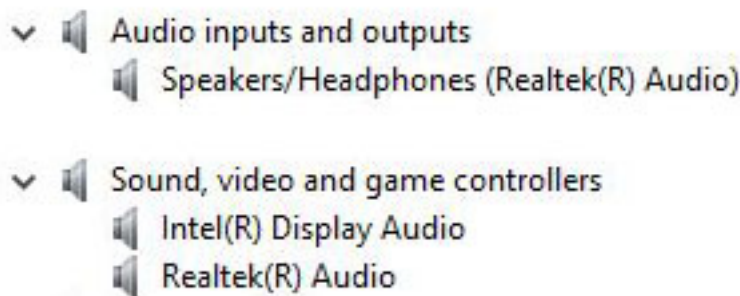 Audio inputs and outputs
Speakers/Headphones (Realtek(R) Audio)
Sound, video and game controllers
Intel(R) Display Audio
Realtek(R) Audio